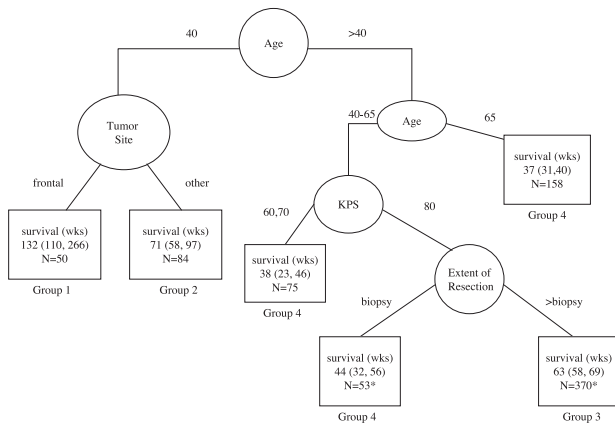 40
Age
>40
Tumor
Site
40-65
Age
65
survival (wks)
37 (31,40)
N=158
Group 4
frontal
other
KPS
60,70
80
survival (wks)
132 (110, 266)
N=50
Group 1
survival (wks)
71 (58, 97)
N=84
Group 2
survival (wks)
38 (23, 46)
N=75
Group 4
Extent of
Resection
biopsy
>biopsy
survival (wks)
44 (32, 56)
N=53*
Group 4
survival (wks)
63 (58, 69)
N=370*
Group 3